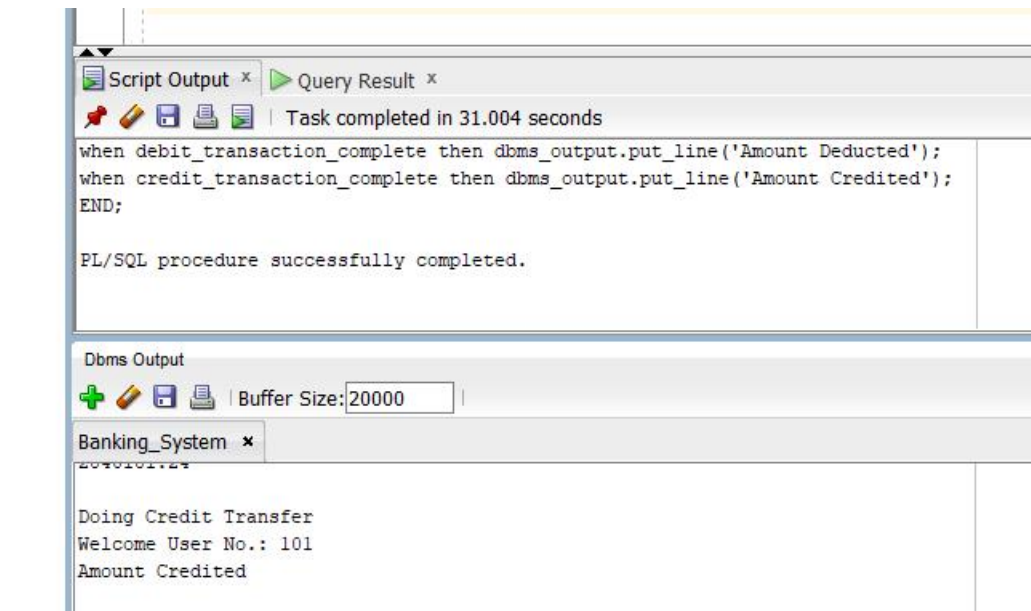 Script Output x Query Result x
Task completed in 31.004 seconds
when debit_transaction_complete then dbms_output.put_line('Amount Deducted');
when credit_transaction_complete then dbms_output.put_line('Amount Credited');
END;
PL/SQL procedure successfully completed.
Dbms Output
Buffer Size: 20000
Banking_System x
Doing Credit Transfer
Welcome User No.: 101
Amount Credited